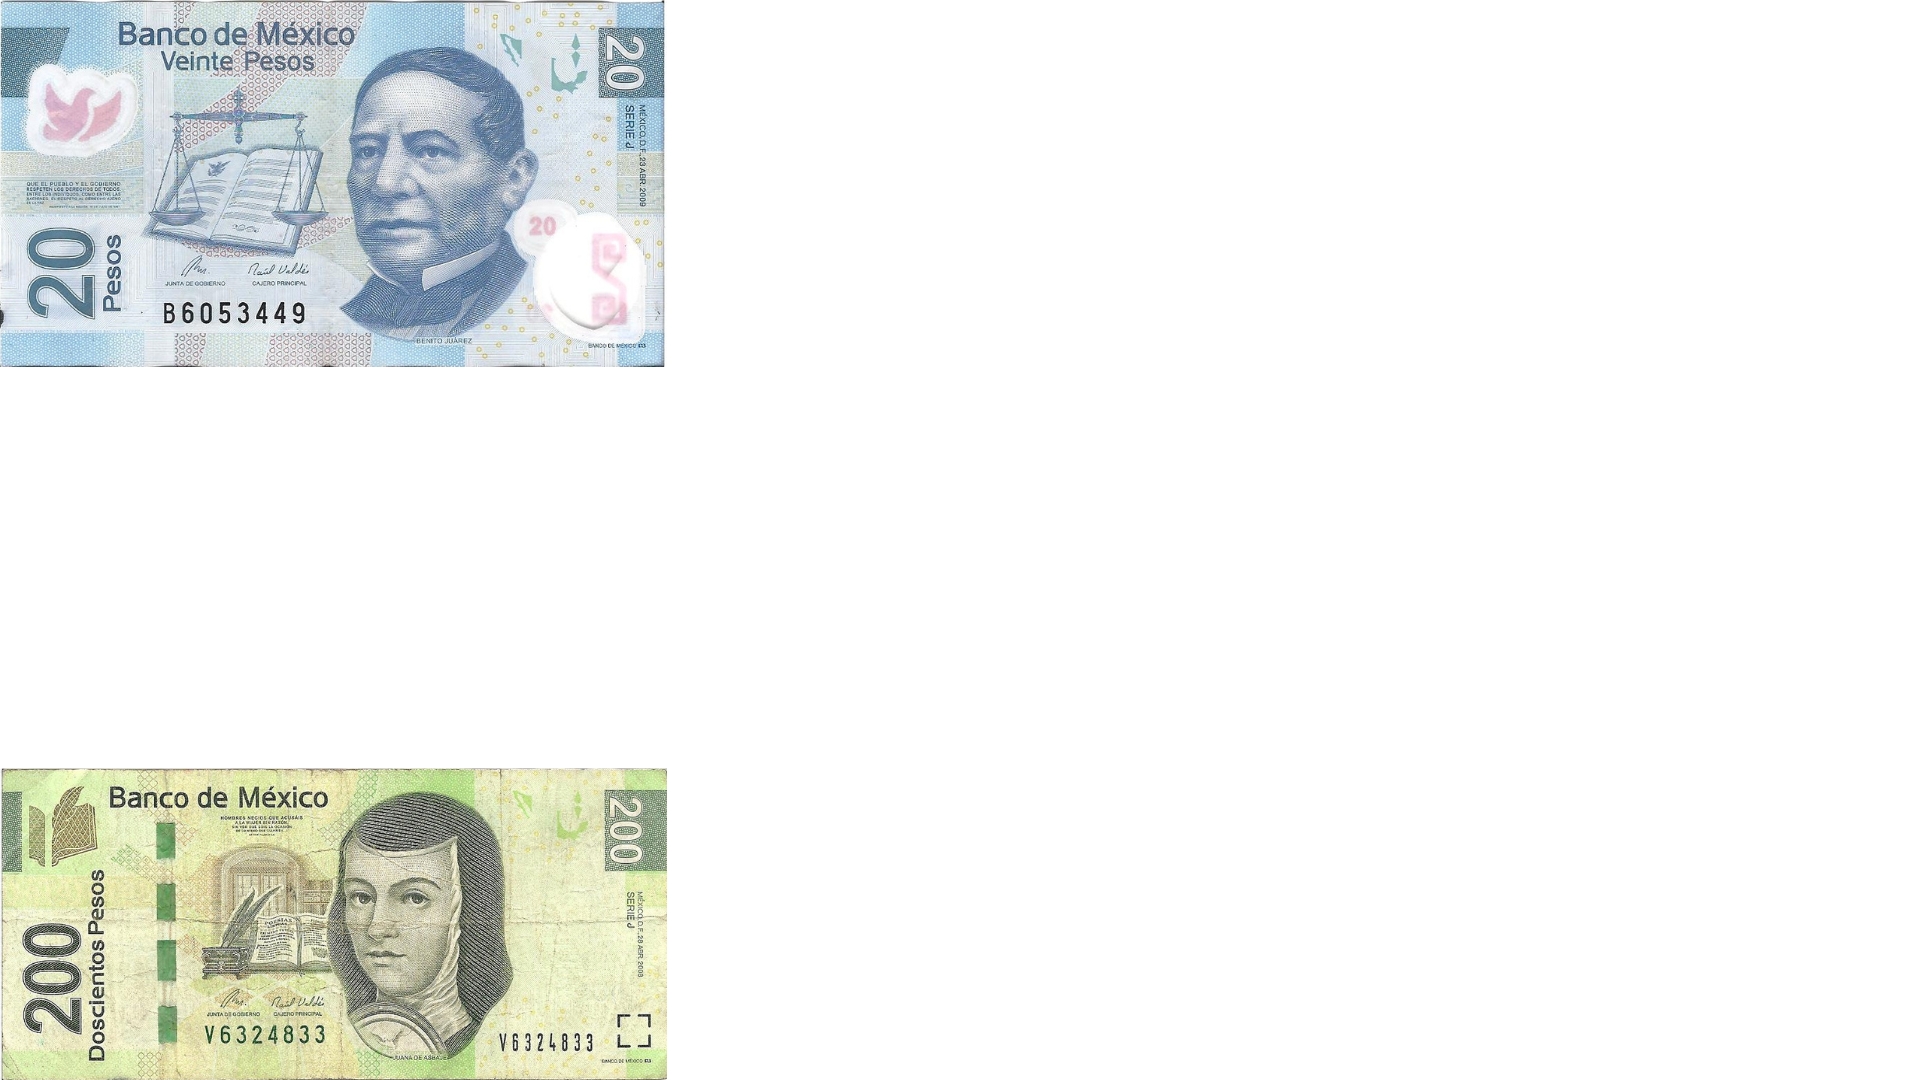 Banco de México
Veinte Pesos
20
MÉXICO, D. F., 23 ABR. 2009
SERIE J
QUE EL PUEBLO Y EL GOBIERNO
RESPETEN LOS DERECHOS DE TODOS.
ENTRE LOS INDIVIDUOS, COMO ENTRE LAS
NACIONES, EL RESPETO AL DERECHO AJENO
ES LA PAZ
20
20
Pesos
JUNTA DE GOBIERNO
CAJERO PRINCIPAL
B6053449
BENITO JUÁREZ
BANCO DE MÉXICO
Banco de México
200
HOMBRES NECIOS QUE ACUSÁIS
A LA MUJER SIN RAZÓN,
SIN VER QUE SOIS LA OCASIÓN
DE LO MISMO QUE CULPÁIS.
MÉXICO, D. F., 28 ABR. 2008
SERIE J
POESÍAS
200
Doscientos Pesos
JUNTA DE GOBIERNO
CAJERO PRINCIPAL
V6324833
V6324833
JUANA DE ASBAJE
BANCO DE MÉXICO